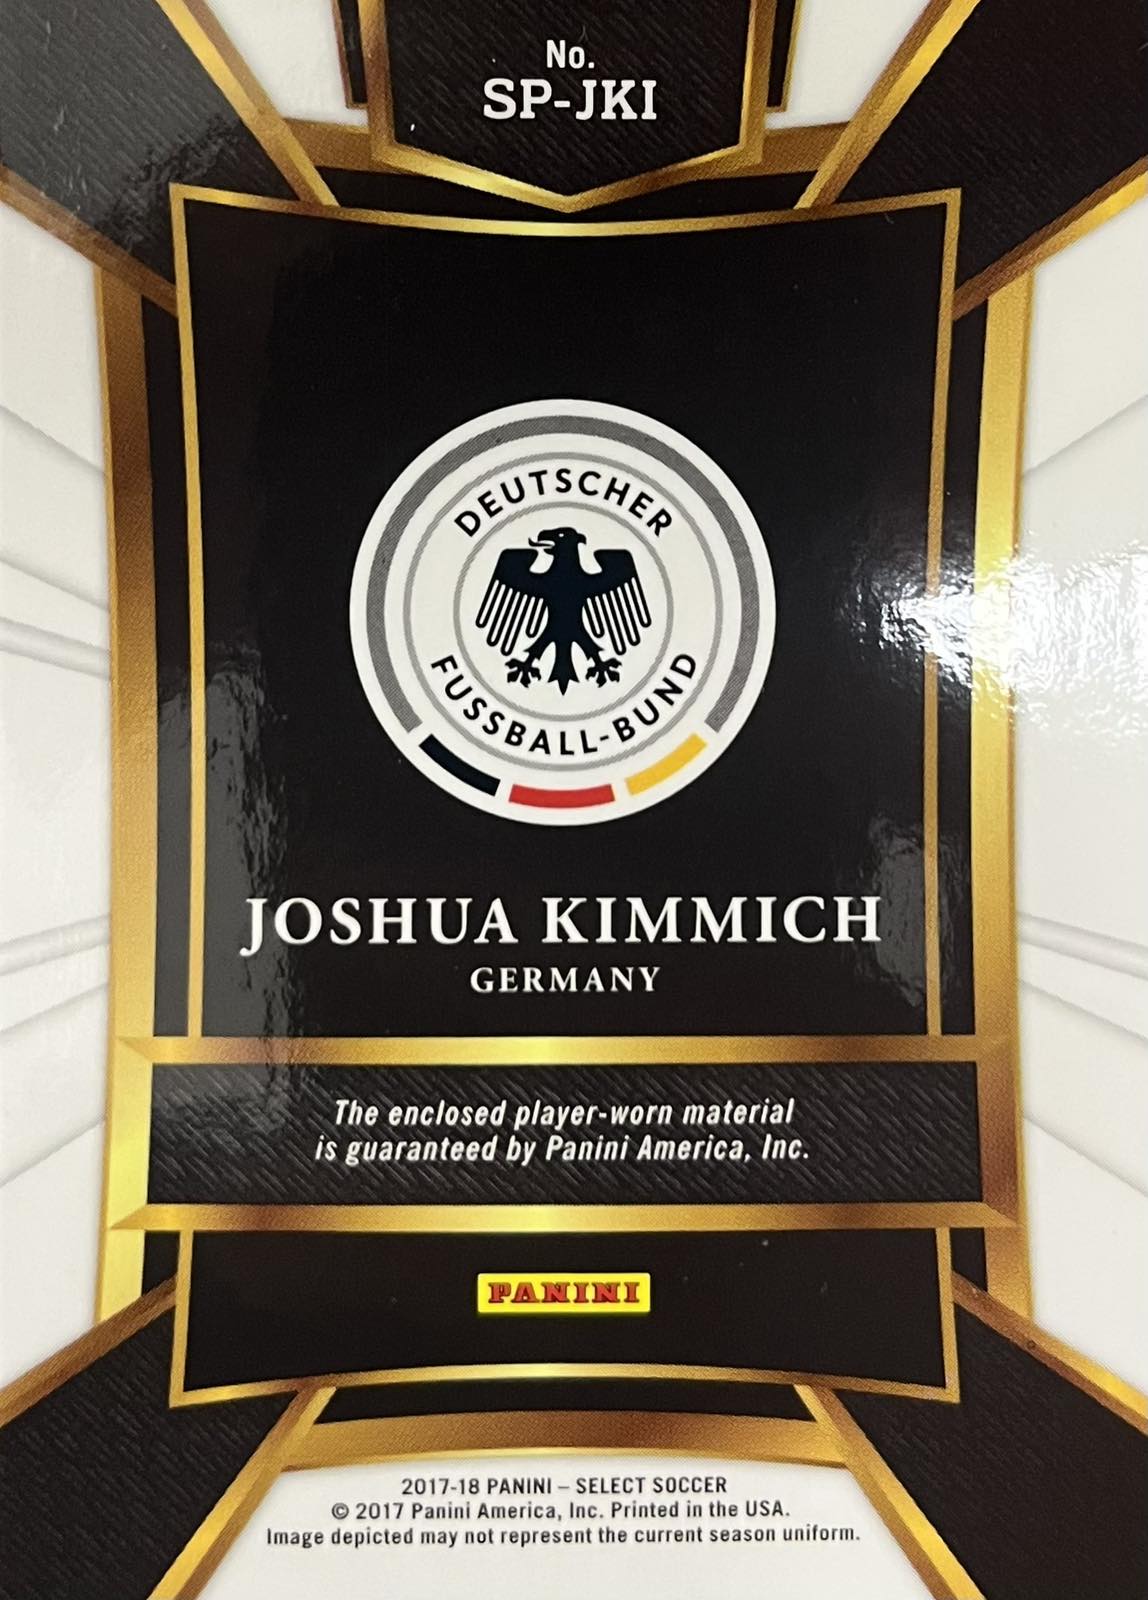 No.
SP-JKI
DEUTSCHER
FUSSBALL-BUND
JOSHUA KIMMICH
GERMANY
The enclosed player-worn material
is guaranteed by Panini America, Inc.
PANINI
2017-18 PANINI – SELECT SOCCER
© 2017 Panini America, Inc. Printed in the USA.
Image depicted may not represent the current season uniform.